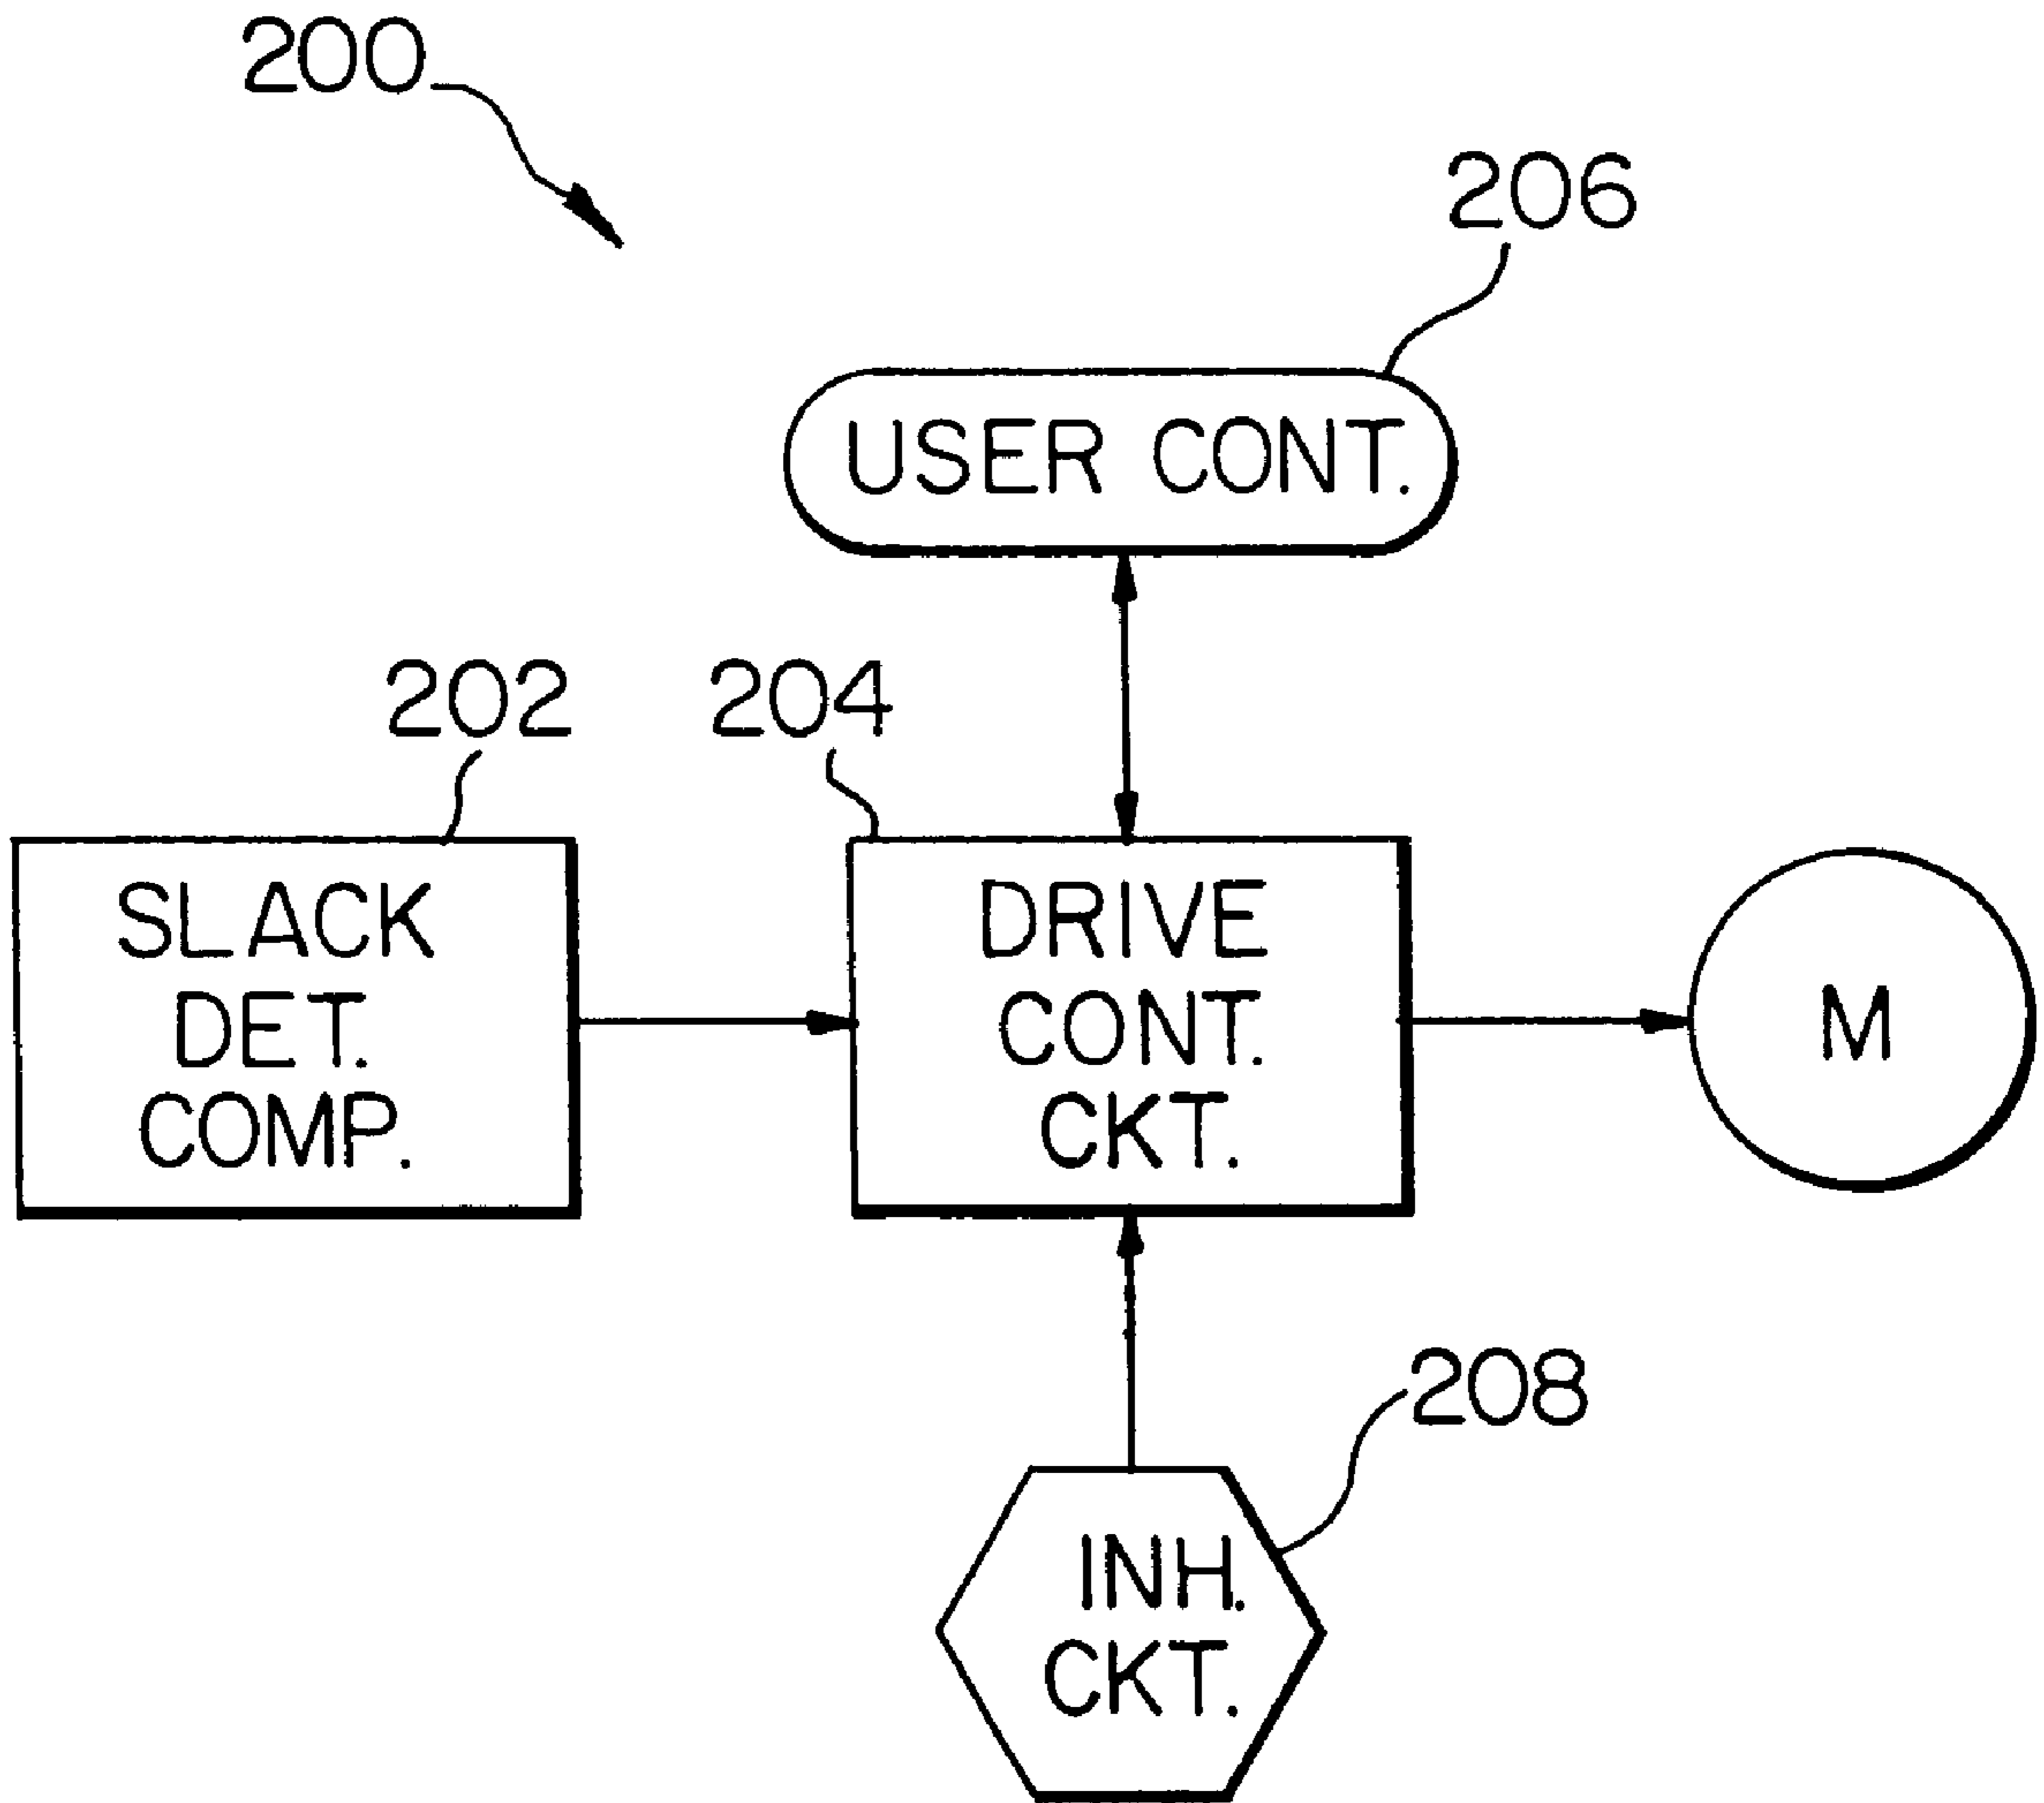 200
206
USER CONT.
202
204
SLACK
DET.
COMP.
DRIVE
CONT.
CKT.
M
208
INH.
CKT.